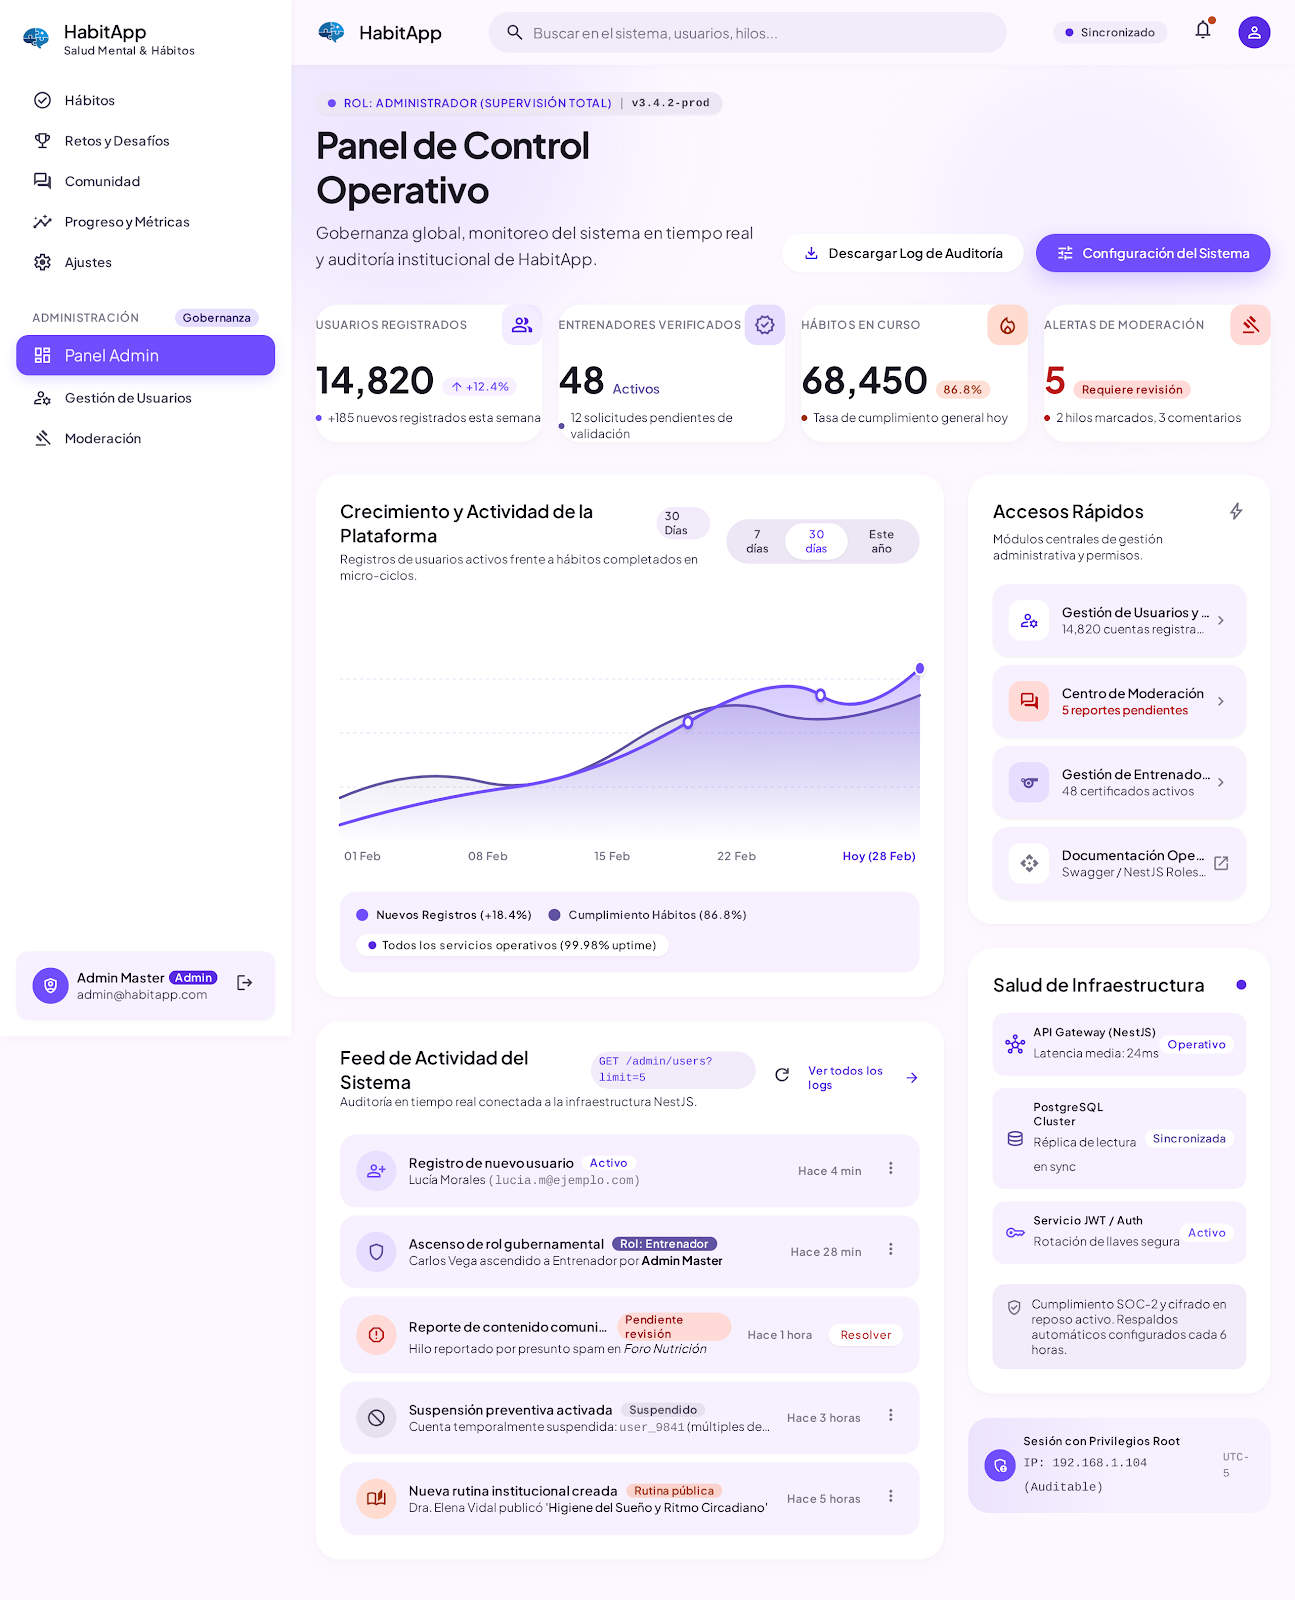 HabitApp
Salud Mental & Hábitos
Hábitos
Retos y Desafíos
Comunidad
Progreso y Métricas
Ajustes
ADMINISTRACIÓN
Gobernanza
Panel Admin
Gestión de Usuarios
Moderación
Admin Master
Admin
admin@habitapp.com
HabitApp
Buscar en el sistema, usuarios, hilos...
Sincronizado
ROL: ADMINISTRADOR (SUPERVISIÓN TOTAL) | v3.4.2-prod
Panel de Control
Operativo
Gobernanza global, monitoreo del sistema en tiempo real
y auditoría institucional de HabitApp.
Descargar Log de Auditoría
Configuración del Sistema
USUARIOS REGISTRADOS
14,820
+12.4%
+185 nuevos registrados esta semana
ENTRENADORES VERIFICADOS
48 Activos
12 solicitudes pendientes de
validación
HÁBITOS EN CURSO
68,450
86.8%
Tasa de cumplimiento general hoy
ALERTAS DE MODERACIÓN
5
Requiere revisión
2 hilos marcados, 3 comentarios
Crecimiento y Actividad de la
Plataforma
30
Días
Registros de usuarios activos frente a hábitos completados en
micro-ciclos.
7
días
30
días
Este
año
01 Feb
08 Feb
15 Feb
22 Feb
Hoy (28 Feb)
Nuevos Registros (+18.4%)
Cumplimiento Hábitos (86.8%)
Todos los servicios operativos (99.98% uptime)
Feed de Actividad del
Sistema
GET /admin/users?
limit=5
Ver todos los
logs
Auditoría en tiempo real conectada a la infraestructura NestJS.
Registro de nuevo usuario
Activo
Lucía Morales (lucia.m@ejemplo.com)
Hace 4 min
Ascenso de rol gubernamental
Rol: Entrenador
Carlos Vega ascendido a Entrenador por Admin Master
Hace 28 min
Reporte de contenido comuni...
Pendiente
revisión
Hilo reportado por presunto spam en Foro Nutrición
Hace 1 hora
Resolver
Suspensión preventiva activada
Suspendido
Cuenta temporalmente suspendida: user_9841 (múltiples de...
Hace 3 horas
Nueva rutina institucional creada
Rutina pública
Dra. Elena Vidal publicó 'Higiene del Sueño y Ritmo Circadiano'
Hace 5 horas
Accesos Rápidos
Módulos centrales de gestión
administrativa y permisos.
Gestión de Usuarios y ...
14,820 cuentas registra...
Centro de Moderación
5 reportes pendientes
Gestión de Entrenado...
48 certificados activos
Documentación Ope...
Swagger / NestJS Roles...
Salud de Infraestructura
API Gateway (NestJS)
Latencia media: 24ms
Operativo
PostgreSQL
Cluster
Réplica de lectura
en sync
Sincronizada
Servicio JWT / Auth
Rotación de llaves segura
Activo
Cumplimiento SOC-2 y cifrado en
reposo activo. Respaldos
automáticos configurados cada 6
horas.
Sesión con Privilegios Root
IP: 192.168.1.104
(Auditable)
UTC-
5